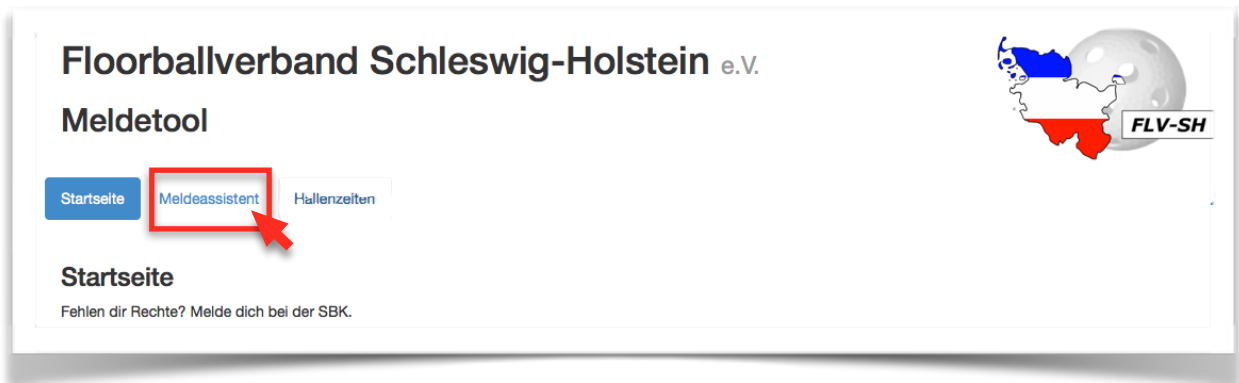 Floorballverband Schleswig-Holstein e.V.
Meldetool
FLV-SH
Startseite Meldeassistent Hallenzeiten
Startseite
Fehlen dir Rechte? Melde dich bei der SBK.